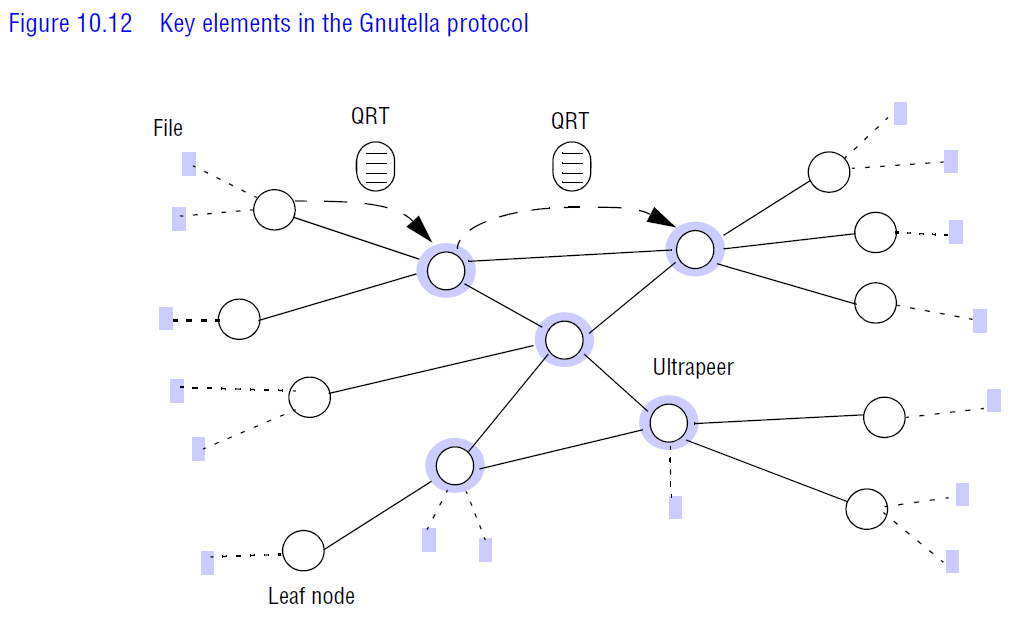 Figure 10.12 Key elements in the Gnutella protocol
QRT
QRT
File
Ultrapeer
Leaf node